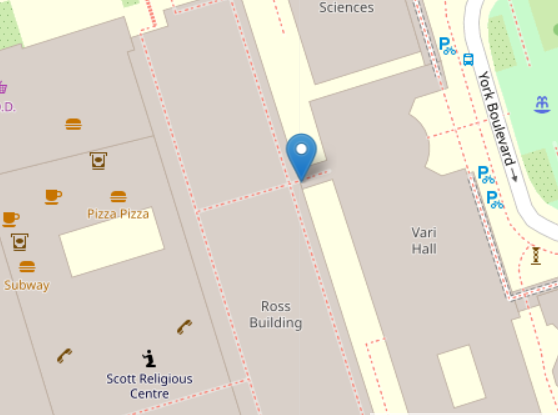 Sciences
York Boulevard →
O.D.
Pizza Pizza
Vari
Hall
Subway
Ross
Building
Scott Religious
Centre